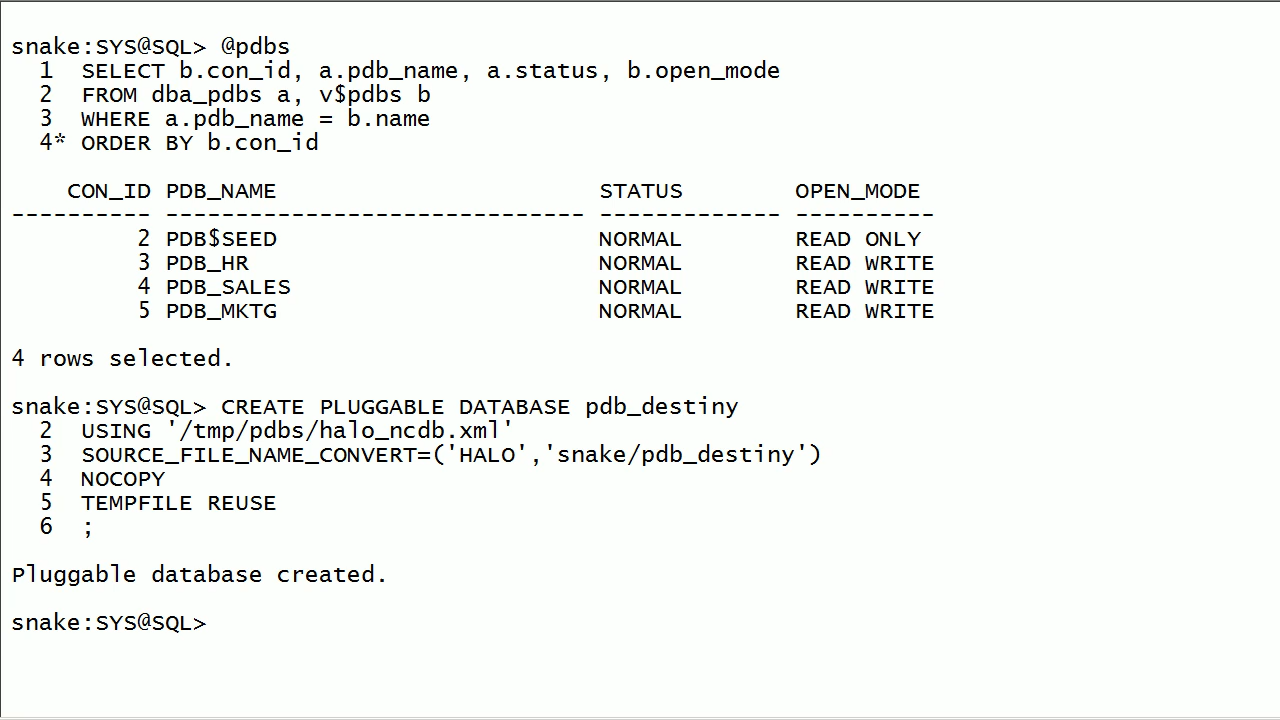 snake:SYS@SQL> @pdbs
  1  SELECT b.con_id, a.pdb_name, a.status, b.open_mode
  2  FROM dba_pdbs a, v$pdbs b
  3  WHERE a.pdb_name = b.name
  4* ORDER BY b.con_id
    CON_ID PDB_NAME                       STATUS        OPEN_MODE
---------- ------------------------------ ------------- ----------
         2 PDB$SEED                       NORMAL        READ ONLY
         3 PDB_HR                         NORMAL        READ WRITE
         4 PDB_SALES                      NORMAL        READ WRITE
         5 PDB_MKTG                       NORMAL        READ WRITE
4 rows selected.
snake:SYS@SQL> CREATE PLUGGABLE DATABASE pdb_destiny
  2  USING '/tmp/pdbs/halo_ncdb.xml'
  3  SOURCE_FILE_NAME_CONVERT=('HALO','snake/pdb_destiny')
  4  NOCOPY
  5  TEMPFILE REUSE
  6  ;
Pluggable database created.
snake:SYS@SQL>